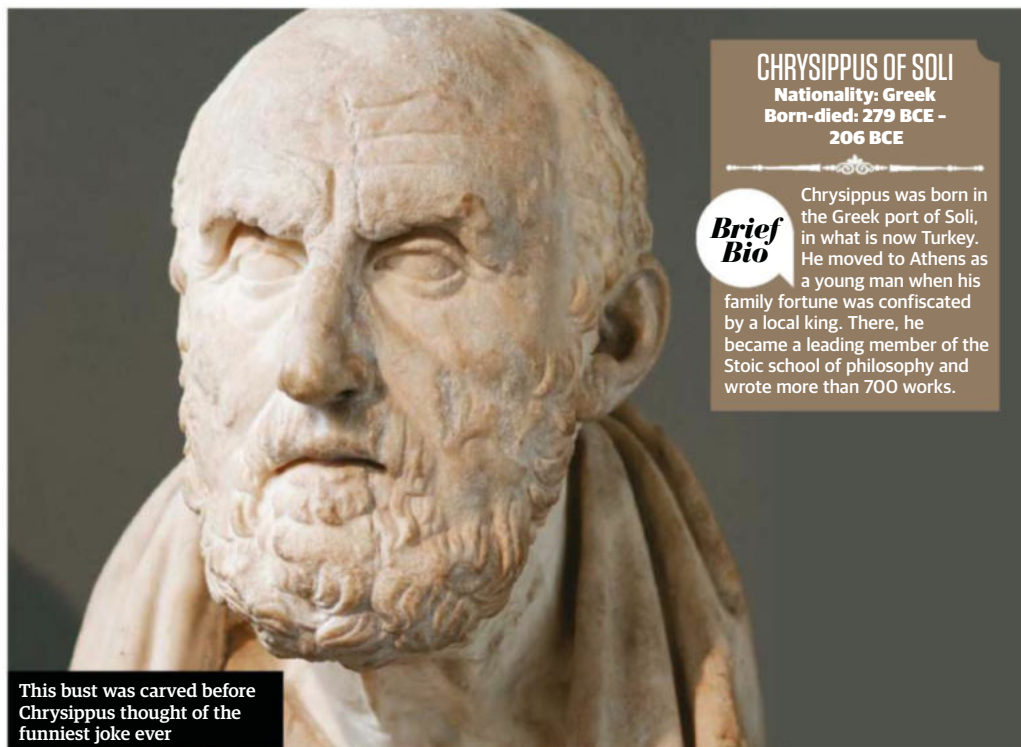 CHRYSIPPUS OF SOLI
Nationality: Greek
Born-died: 279 BCE –
206 BCE
Brief
Bio
Chrysippus was born in
the Greek port of Soli,
in what is now Turkey.
He moved to Athens as
a young man when his
family fortune was confiscated
by a local king. There, he
became a leading member of the
Stoic school of philosophy and
wrote more than 700 works.
This bust was carved before
Chrysippus thought of the
funniest joke ever